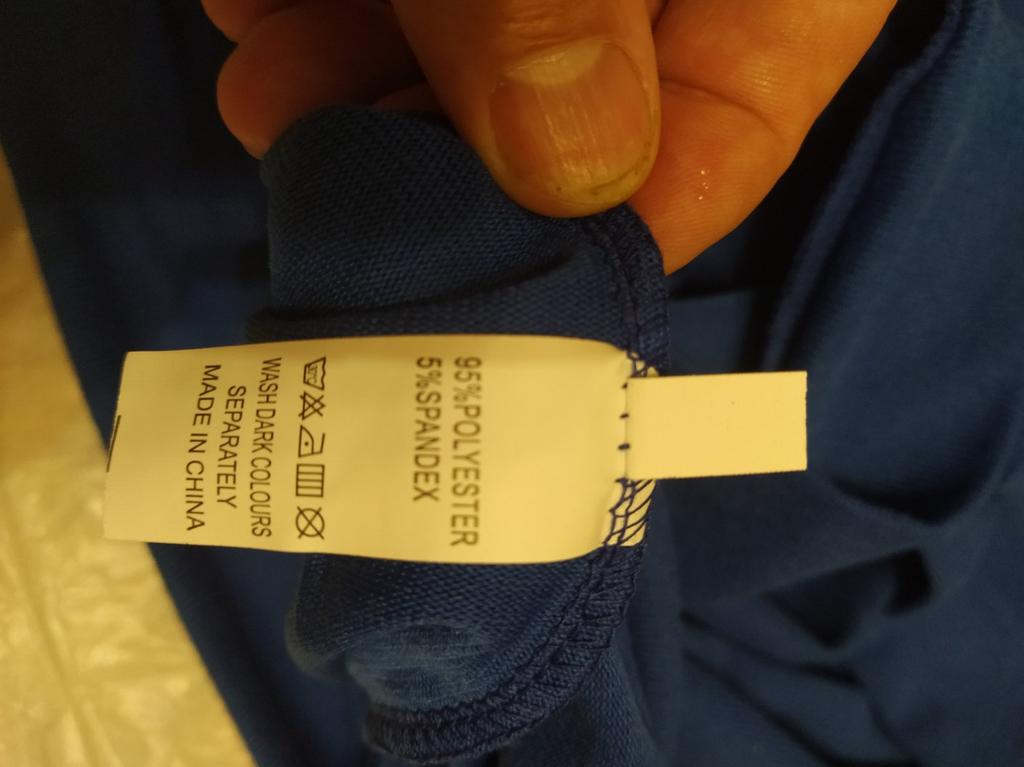 95%POLYESTER
5%SPANDEX
WASH DARK COLOURS
SEPARATELY
MADE IN CHINA